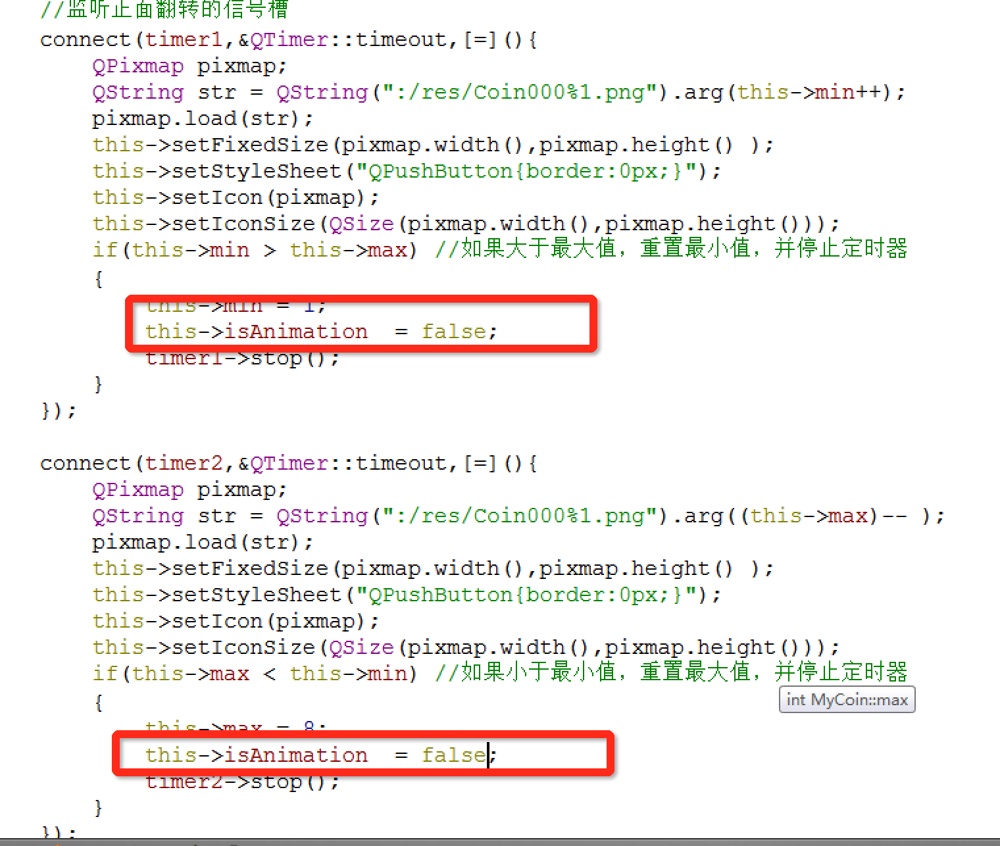 //监听正面翻转的信号槽
connect(timer1,&QTimer::timeout,[=](){
QPixmap pixmap;
QString str = QString(":/res/Coin000%1.png").arg(this->min++);
pixmap.load(str);
this->setFixedSize(pixmap.width(),pixmap.height() );
this->setStyleSheet("QPushButton{border:0px;}");
this->setIcon(pixmap);
this->setIconSize(QSize(pixmap.width(),pixmap.height()));
if(this->min > this->max) //如果大于最大值，重置最小值，并停止定时器
{
this->min = 1;
this->isAnimation  = false;
timer1->stop();
}
});
connect(timer2,&QTimer::timeout,[=](){
QPixmap pixmap;
QString str = QString(":/res/Coin000%1.png").arg((this->max)-- );
pixmap.load(str);
this->setFixedSize(pixmap.width(),pixmap.height() );
this->setStyleSheet("QPushButton{border:0px;}");
this->setIcon(pixmap);
this->setIconSize(QSize(pixmap.width(),pixmap.height()));
if(this->max < this->min) //如果小于最小值，重置最大值，并停止定时器
{
int MyCoin::max
this->max = 8;
this->isAnimation  = false;
timer2->stop();
}
});